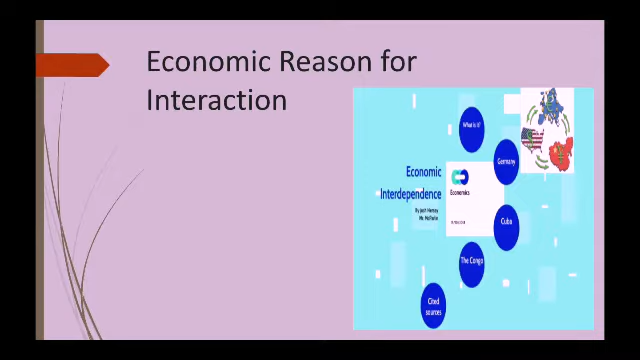 Economic Reason for
Interaction
What is it?
Germany
Economic
Interdependence
Economics
Cuba
The Congo
Cited
sources